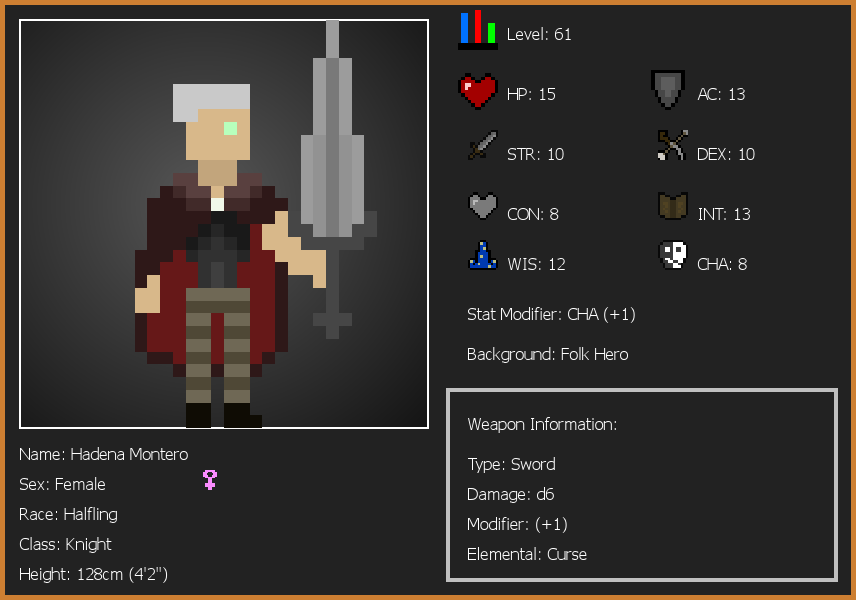 Level: 61
HP: 15
AC: 13
STR: 10
DEX: 10
CON: 8
INT: 13
WIS: 12
CHA: 8
Stat Modifier: CHA (+1)
Background: Folk Hero
Weapon Information:
Type: Sword
Damage: d6
Modifier: (+1)
Elemental: Curse
Name: Hadena Montero
Sex: Female
Race: Halfling
Class: Knight
Height: 128cm (4'2")